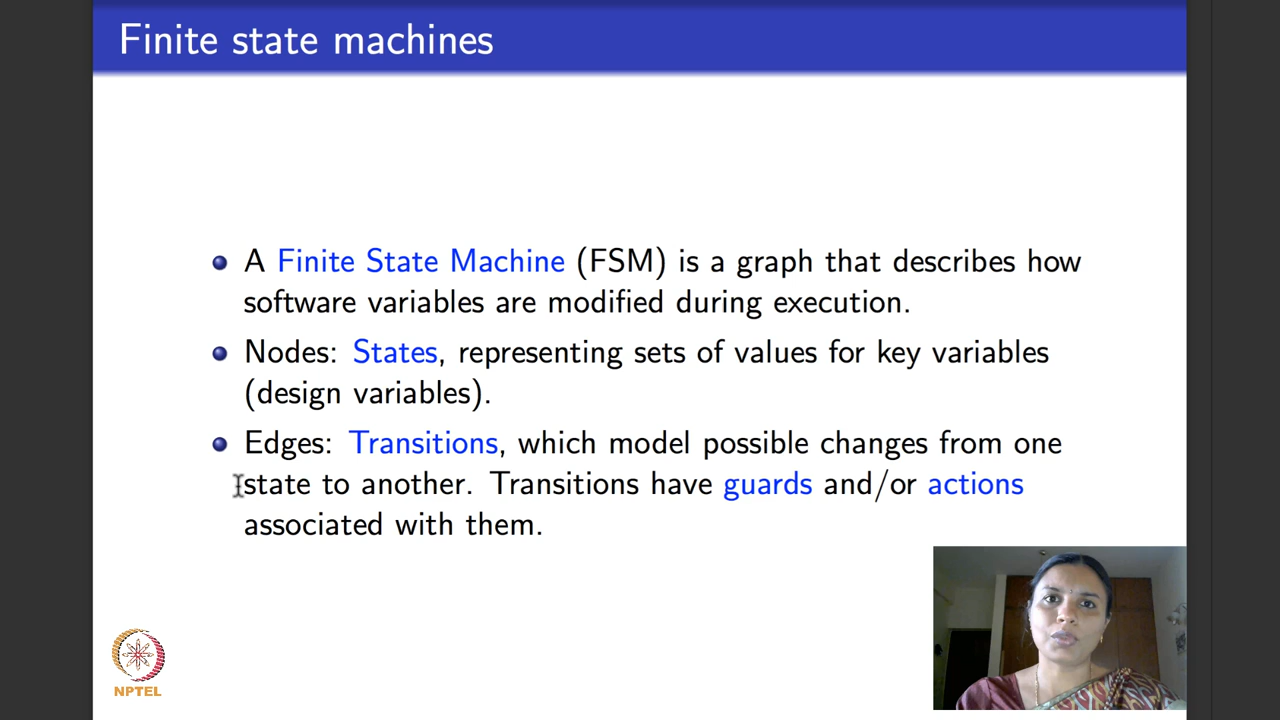 Finite state machines
A Finite State Machine (FSM) is a graph that describes how
software variables are modified during execution.
Nodes: States, representing sets of values for key variables
(design variables).
Edges: Transitions, which model possible changes from one
state to another. Transitions have guards and/or actions
associated with them.
NPTEL